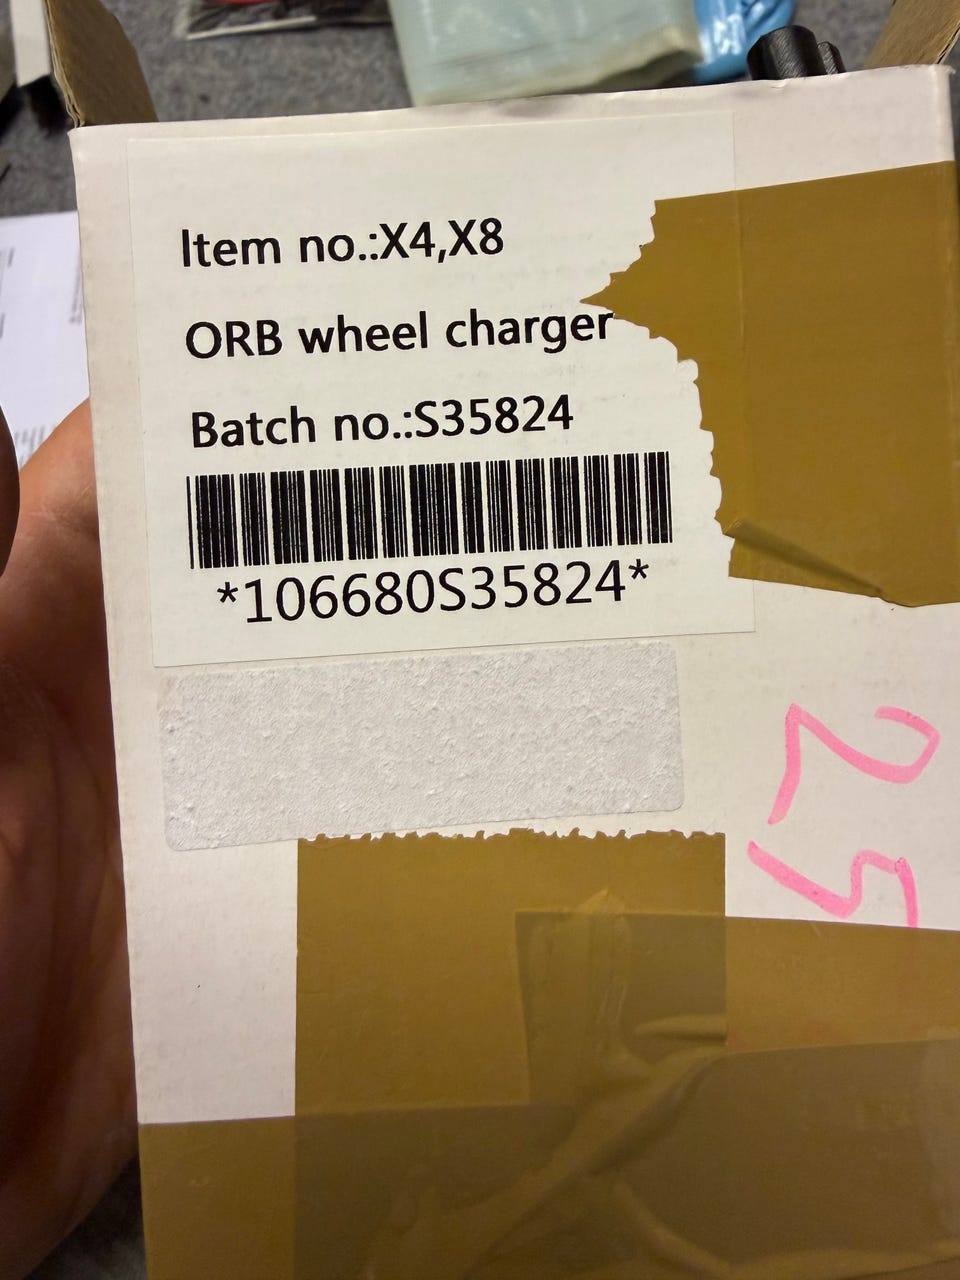 Item no.:X4,X8
ORB wheel charger
Batch no.:S35824
*106680S35824*
25